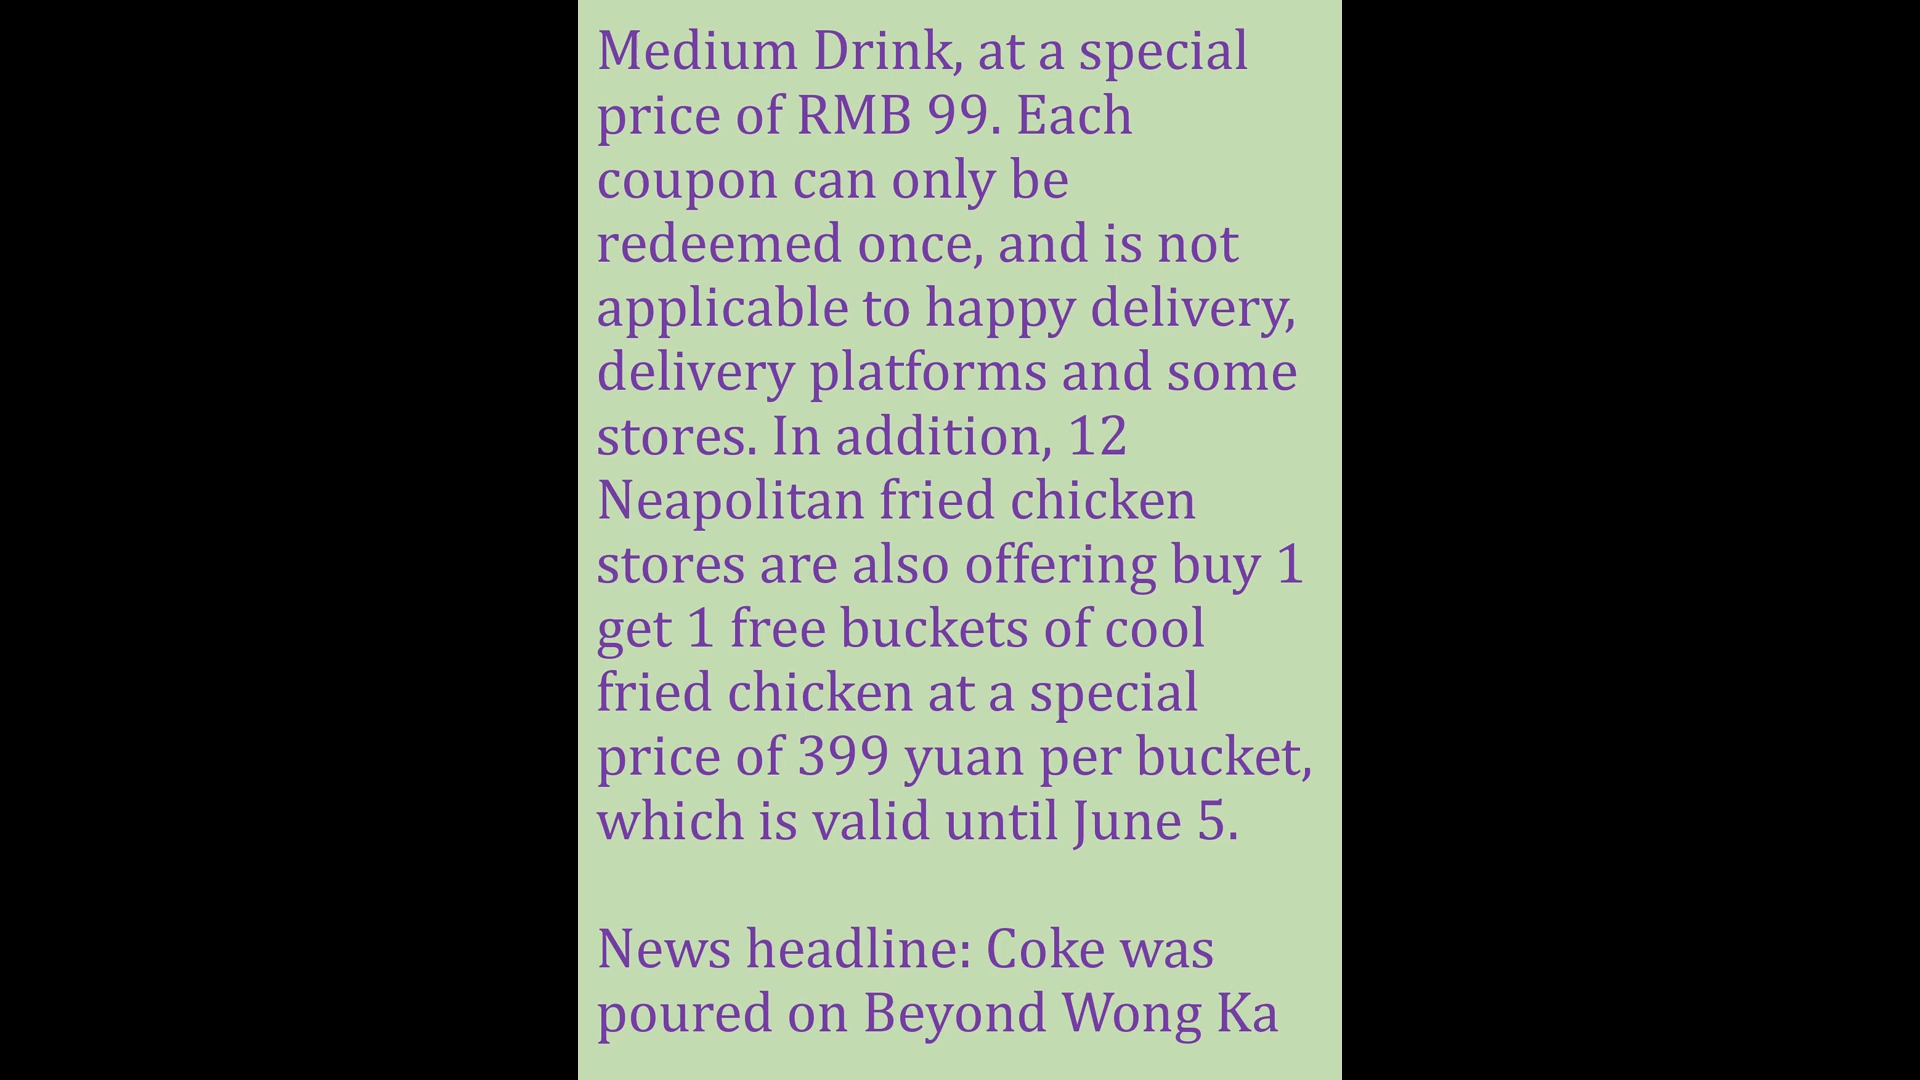 Medium Drink, at a special
price of RMB 99. Each
coupon can only be
redeemed once, and is not
applicable to happy delivery,
delivery platforms and some
stores. In addition, 12
Neapolitan fried chicken
stores are also offering buy 1
get 1 free buckets of cool
fried chicken at a special
price of 399 yuan per bucket,
which is valid until June 5.
News headline: Coke was
poured on Beyond Wong Ka